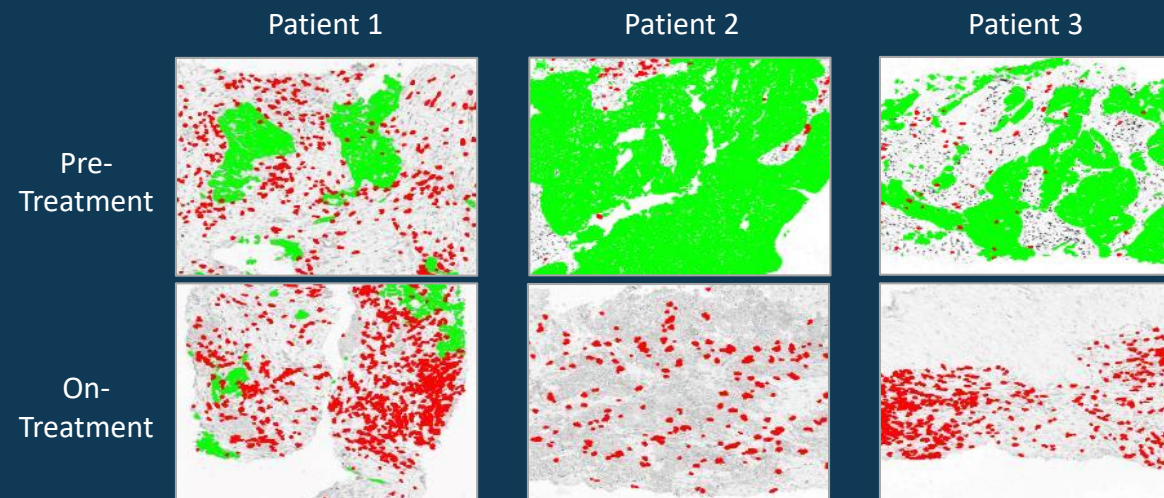 Patient 1
Patient 2
Patient 3
Pre-
Treatment
On-
Treatment